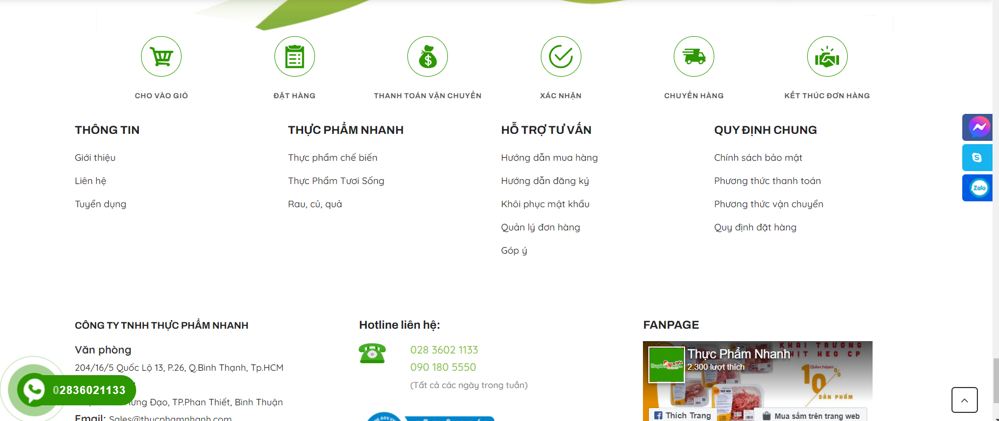 CHO VÀO GIỎ
ĐẶT HÀNG
THANH TOÁN VẬN CHUYỂN
XÁC NHẬN
CHUYỂN HÀNG
KẾT THÚC ĐƠN HÀNG
THÔNG TIN
Giới thiệu
Liên hệ
Tuyển dụng
THỰC PHẨM NHANH
Thực phẩm chế biến
Thực Phẩm Tươi Sống
Rau, củ, quả
HỖ TRỢ TƯ VẤN
Hướng dẫn mua hàng
Hướng dẫn đăng ký
Khôi phục mật khẩu
Quản lý đơn hàng
Góp ý
QUY ĐỊNH CHUNG
Chính sách bảo mật
Phương thức thanh toán
Phương thức vận chuyển
Quy định đặt hàng
Zalo
CÔNG TY TNHH THỰC PHẨM NHANH
Văn phòng
204/16/5 Quốc Lộ 13, P.26, Q.Bình Thạnh, Tp.HCM
02836021133
Đạo, TP.Phan Thiết, Bình Thuận
Email: Sales@thucphamnhanh.com
Hotline liên hệ:
028 3602 1133
090 180 5550
(Tất cả các ngày trong tuần)
FANPAGE
KHAI TRƯƠNG
THỊT HEO CP
Thực Phẩm Nhanh
2.300 lượt thích
GIẢM NGAY
10%
SẢN PHẨM
Thích Trang
Mua sắm trên trang web